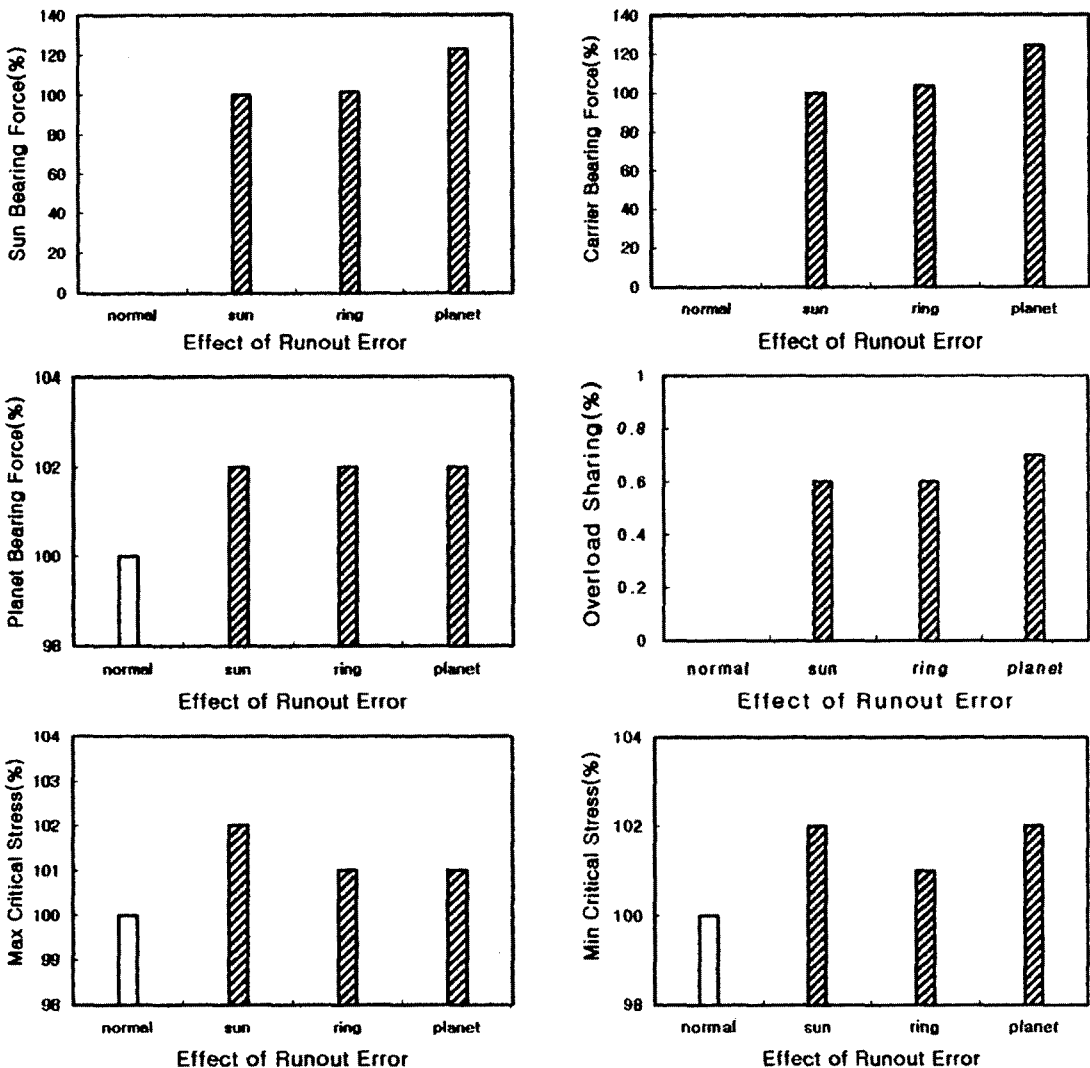 Sun Bearing Force(%)
140
120
100
80
60
40
20
0
normal sun ring planet
Effect of Runout Error
Carrier Bearing Force(%)
140
120
100
80
60
40
20
0
normal sun ring planet
Effect of Runout Error
Planet Bearing Force(%)
104
102
100
98
normal sun ring planet
Effect of Runout Error
Overload Sharing(%)
1
0.8
0.6
0.4
0.2
0
normal sun ring planet
Effect of Runout Error
Max Critical Stress(%)
104
103
102
101
100
99
98
normal sun ring planet
Effect of Runout Error
Min Critical Stress(%)
104
102
100
98
normal sun ring planet
Effect of Runout Error